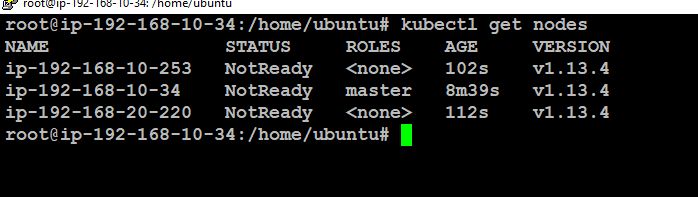 root@ip-192-168-10-34: /home/ubuntu
root@ip-192-168-10-34:/home/ubuntu# kubectl get nodes
NAME STATUS ROLES AGE VERSION
ip-192-168-10-253 NotReady <none> 102s v1.13.4
ip-192-168-10-34 NotReady master 8m39s v1.13.4
ip-192-168-20-220 NotReady <none> 112s v1.13.4
root@ip-192-168-10-34:/home/ubuntu#